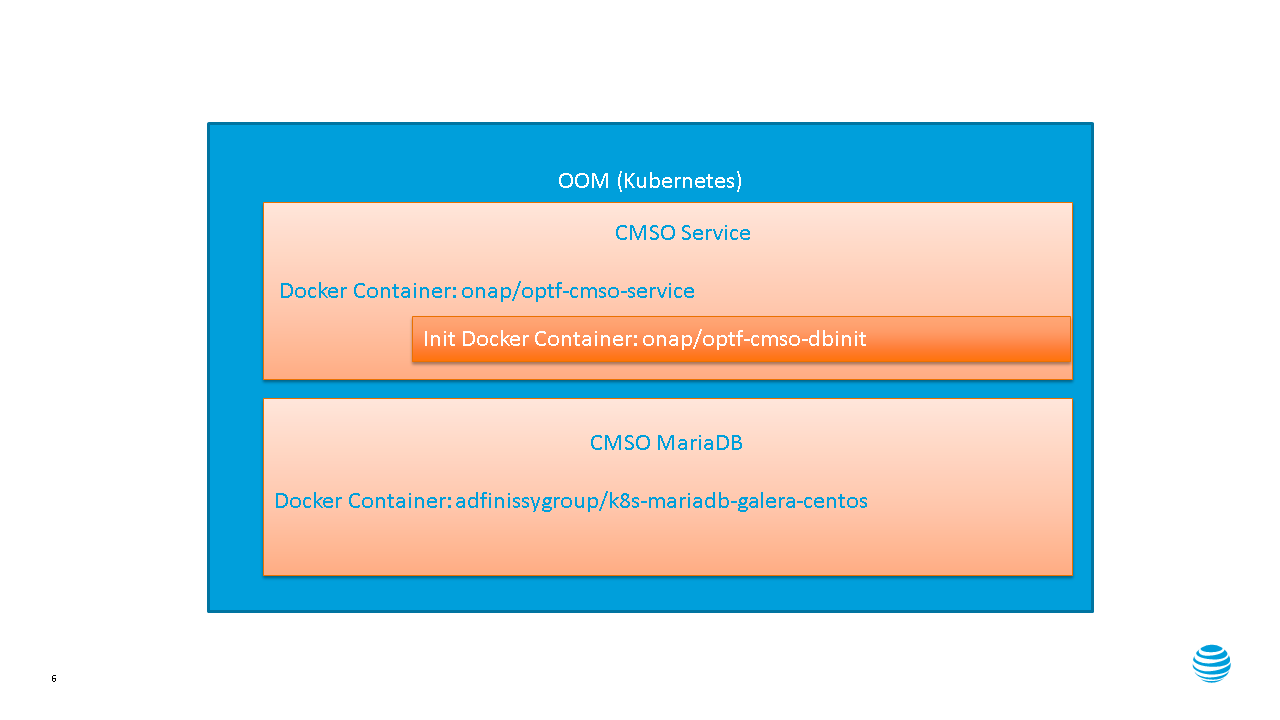 OOM (Kubernetes)
CMSO Service
Docker Container: onap/optf-cmso-service
Init Docker Container: onap/optf-cmso-dbinit
CMSO MariaDB
Docker Container: adfinissygroup/k8s-mariadb-galera-centos
6